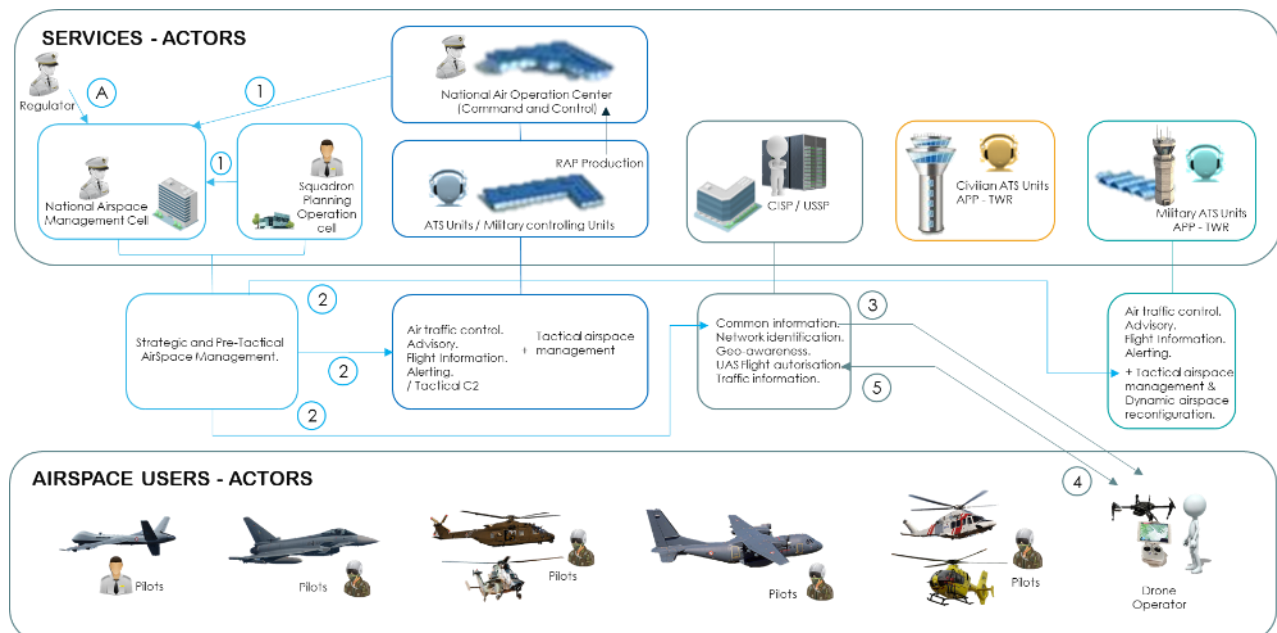 SERVICES - ACTORS
Regulator
A
1
National Air Operation Center
(Command and Control)
1
National Airspace
Management Cell
Squadron
Planning
Operation
cell
RAP Production
ATS Units / Military controlling Units
CISP / USSP
Civilian ATS Units
APP - TWR
Military ATS Units
APP - TWR
2
3
Strategic and Pre-Tactical
AirSpace Management.
2
2
Air traffic control.
Advisory.
Flight Information.
Alerting.
/ Tactical C2
+ Tactical airspace
management
Common information.
Network identification.
Geo-awareness.
UAS Flight autorisation
Traffic information.
5
Air traffic control.
Advisory.
Flight Information.
Alerting.
+ Tactical airspace
management &
Dynamic airspace
reconfiguration.
AIRSPACE USERS - ACTORS
4
Pilots
Pilots
Pilots
Pilots
Pilots
Drone
Operator